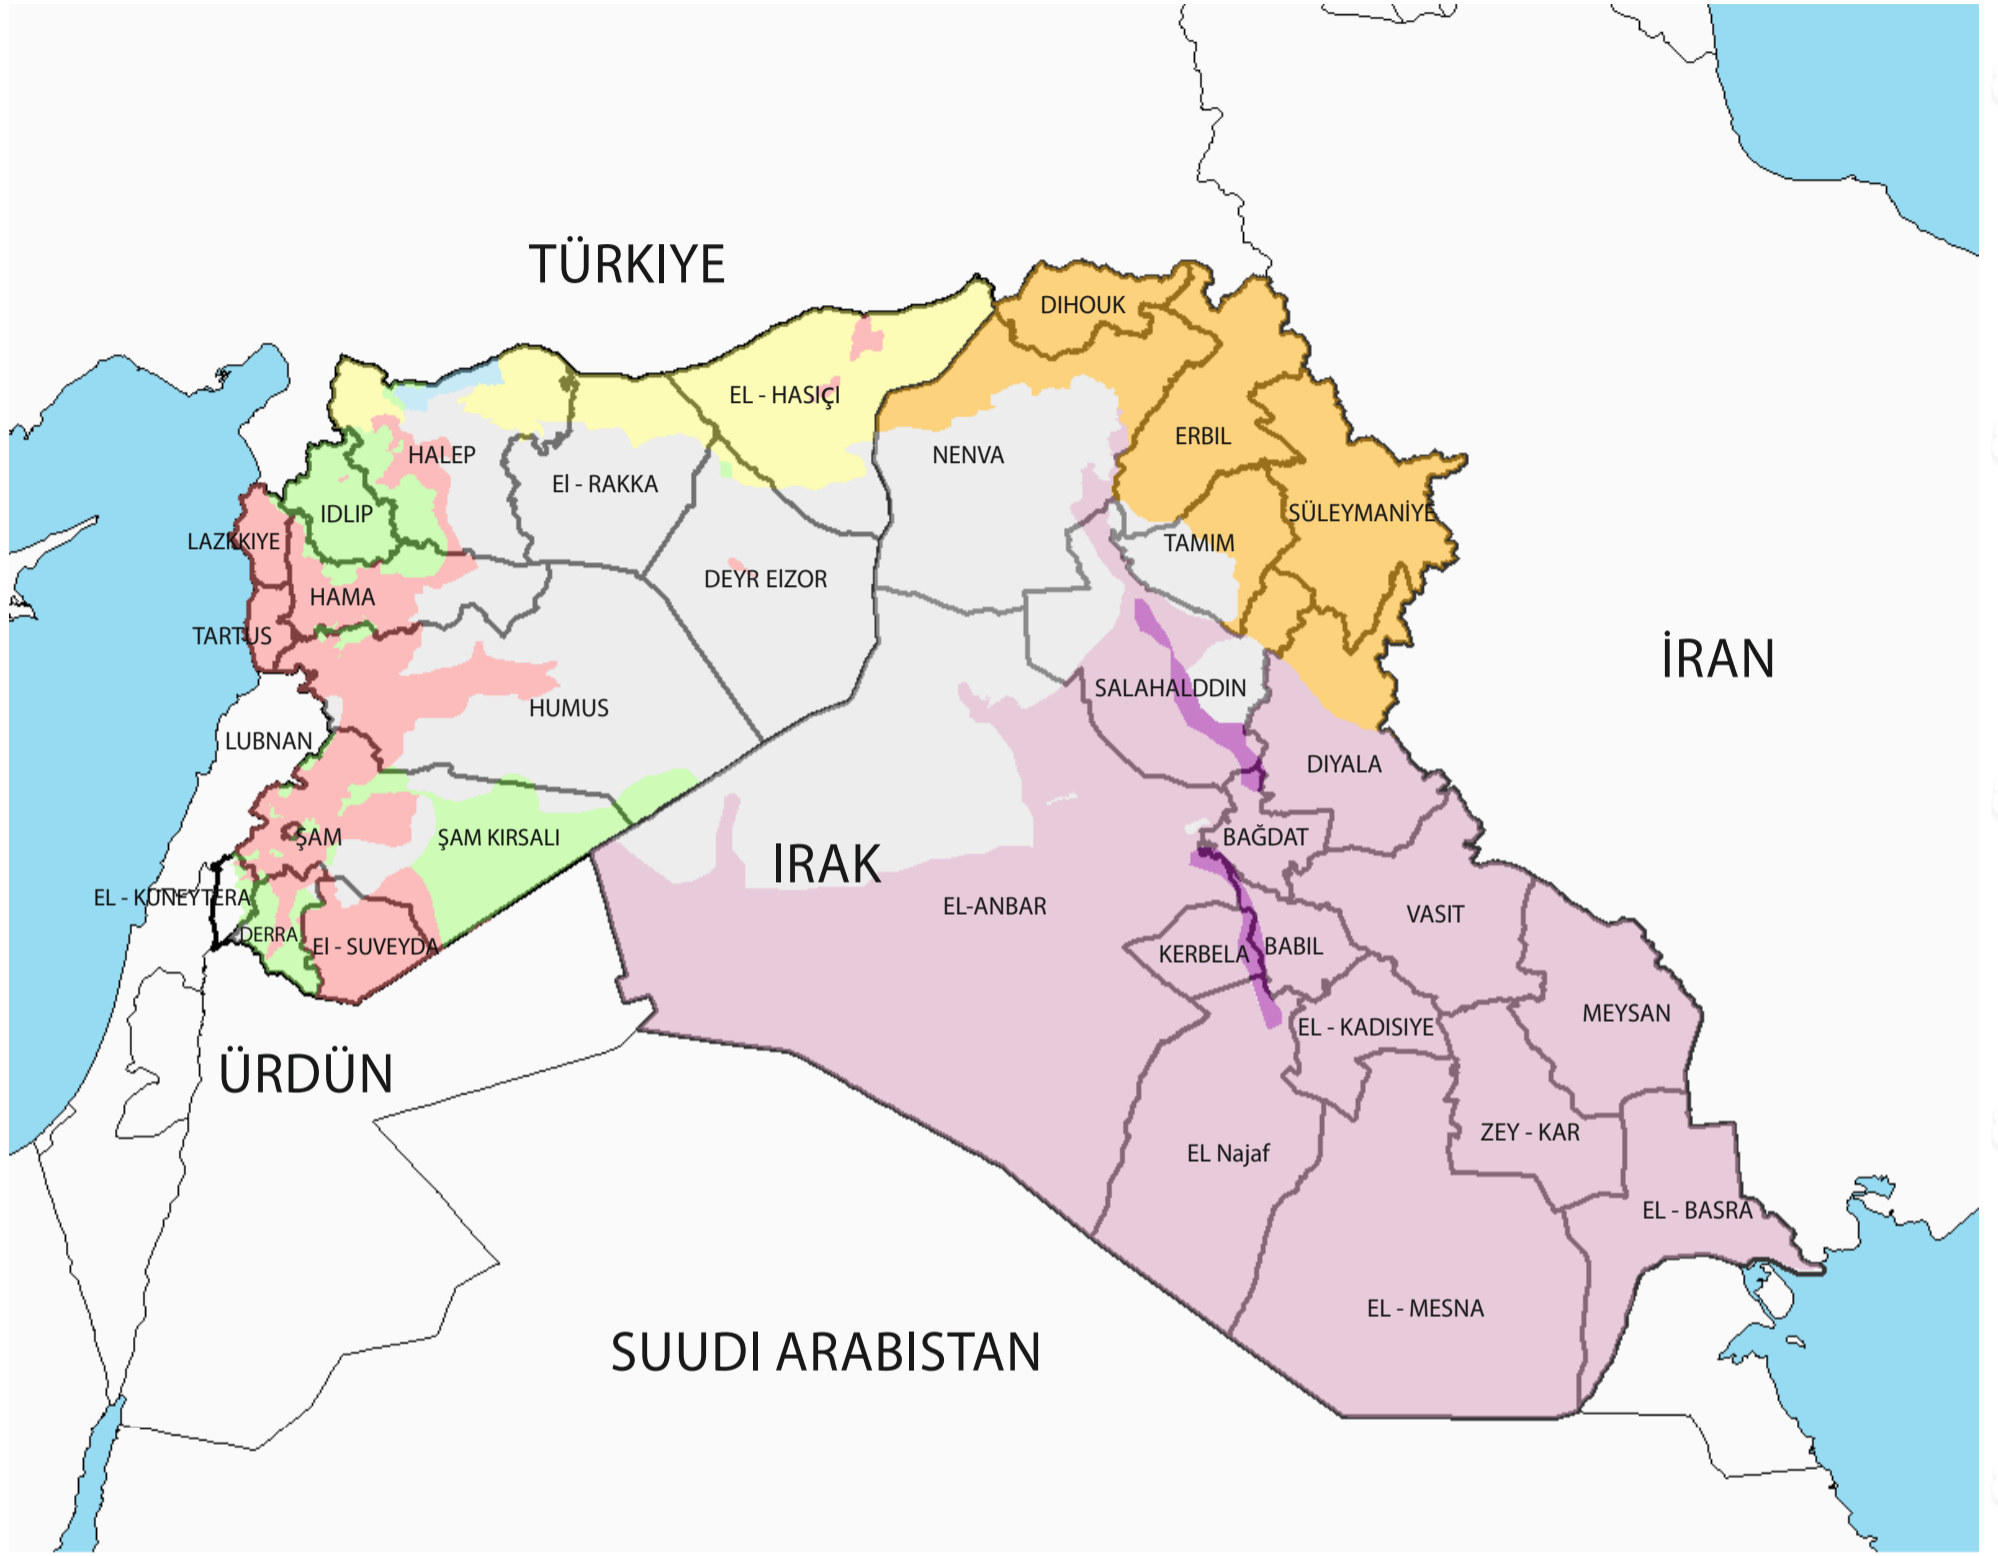 TÜRKIYE
DIHOUK
EL - HASIÇI
ERBIL
HALEP
NENVA
EI - RAKKA
IDLIP
SÜLEYMANİYE
LAZKKIYE
TAMIM
DEYR EIZOR
HAMA
TARTUS
İRAN
SALAHALDDIN
HUMUS
LUBNAN
DIYALA
ŞAM
ŞAM KIRSALI
BAĞDAT
IRAK
EL - KUNEYTERA
EL-ANBAR
VASIT
DERRA
EI - SUVEYDA
KERBELA
BABIL
MEYSAN
EL - KADISIYE
ÜRDÜN
ZEY - KAR
EL Najaf
EL - BASRA
EL - MESNA
SUUDI ARABISTAN